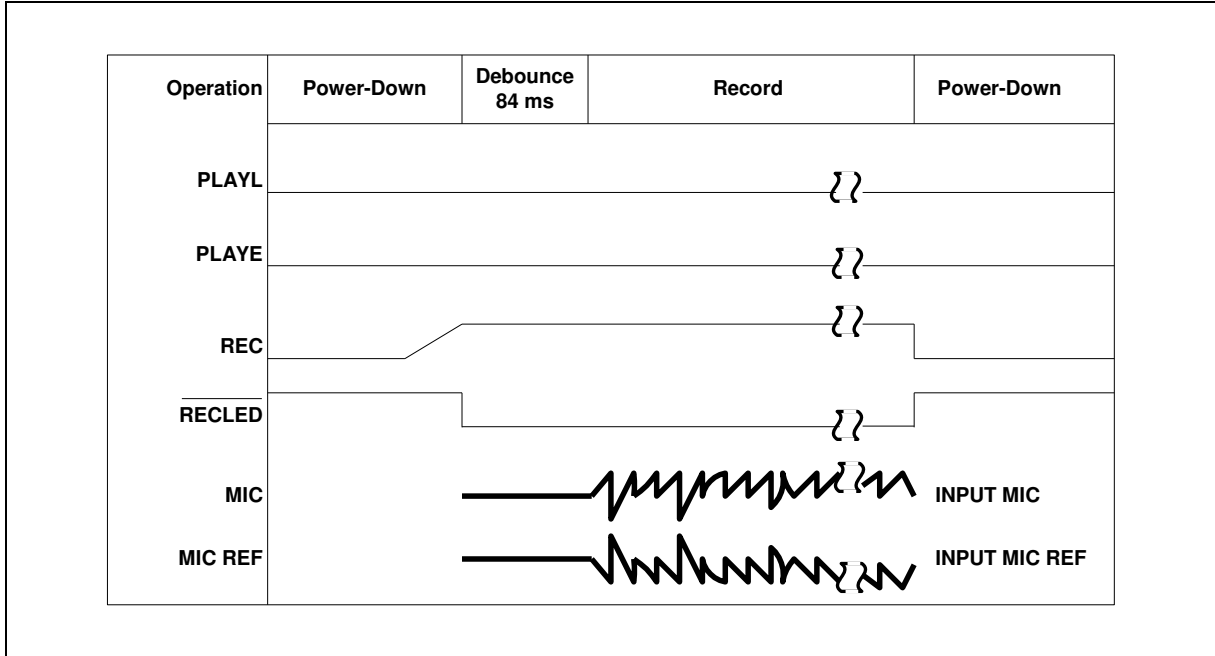 Operation Power-Down Debounce 84 ms Record Power-Down
PLAYL
PLAYE
REC
RECLED
MIC INPUT MIC
MIC REF INPUT MIC REF